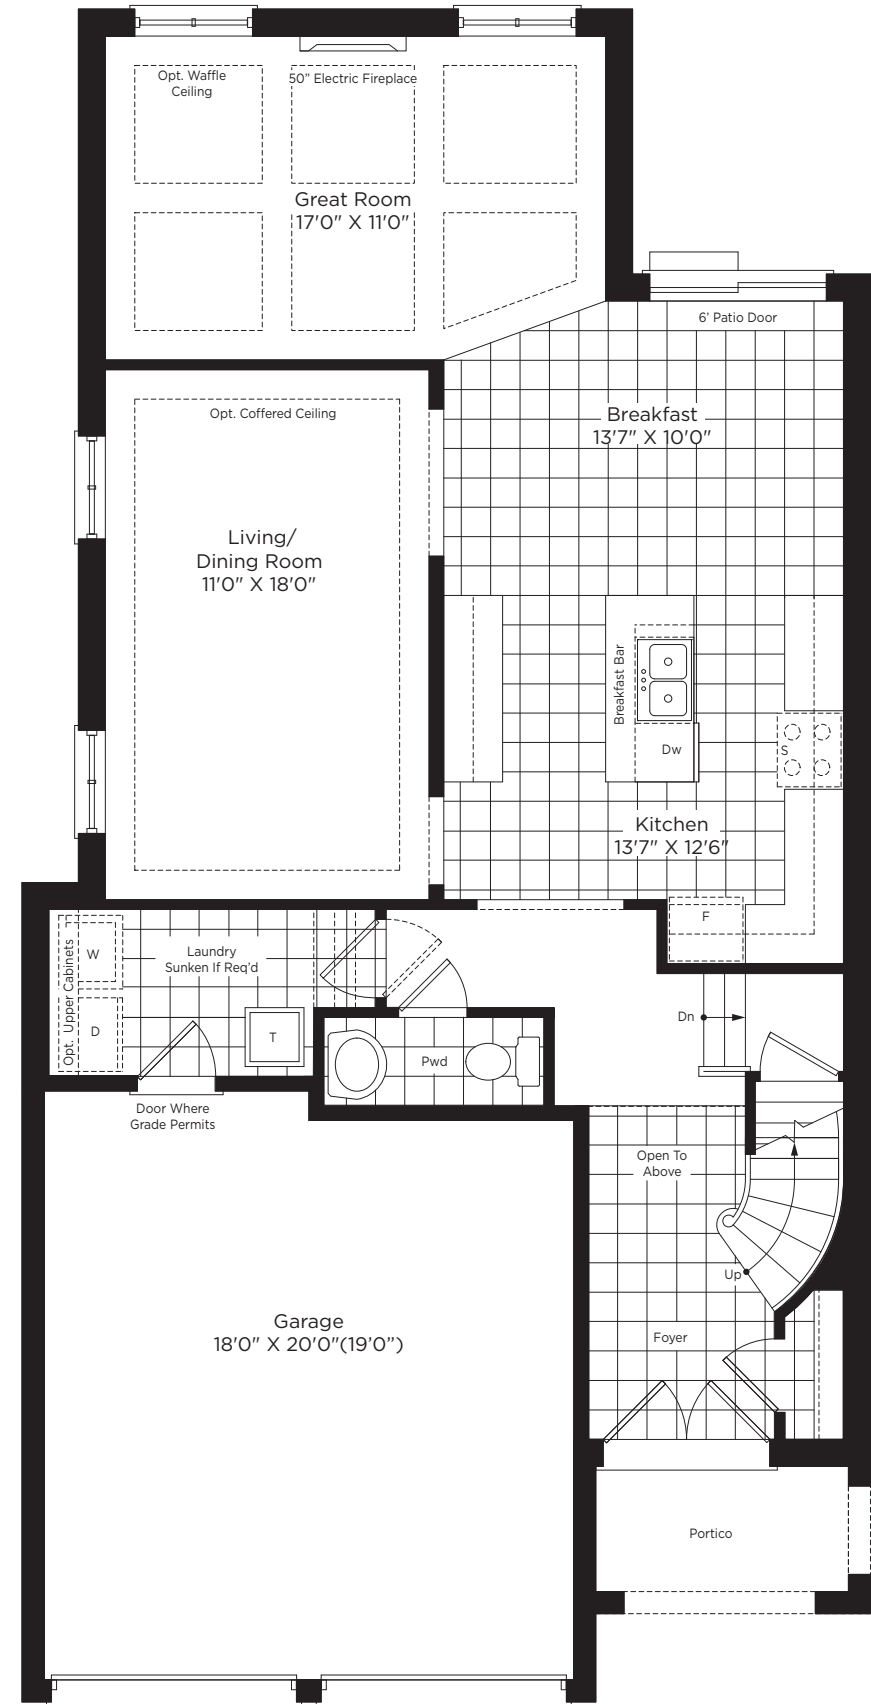 Opt. Waffle
Ceiling
50” Electric Fireplace
Great Room
17'0" X 11'0"
6’ Patio Door
Opt. Coffered Ceiling
Breakfast
13'7" X 10'0"
Living/
Dining Room
11'0" X 18'0"
Breakfast Bar
Dw
S
Kitchen
13'7" X 12'6"
F
Opt. Upper Cabinets
W
Laundry
Sunken If Req’d
D
T
Pwd
Dn
Door Where
Grade Permits
Open To
Above
Up
Garage
18'0" X 20'0"(19’0”)
Foyer
Portico